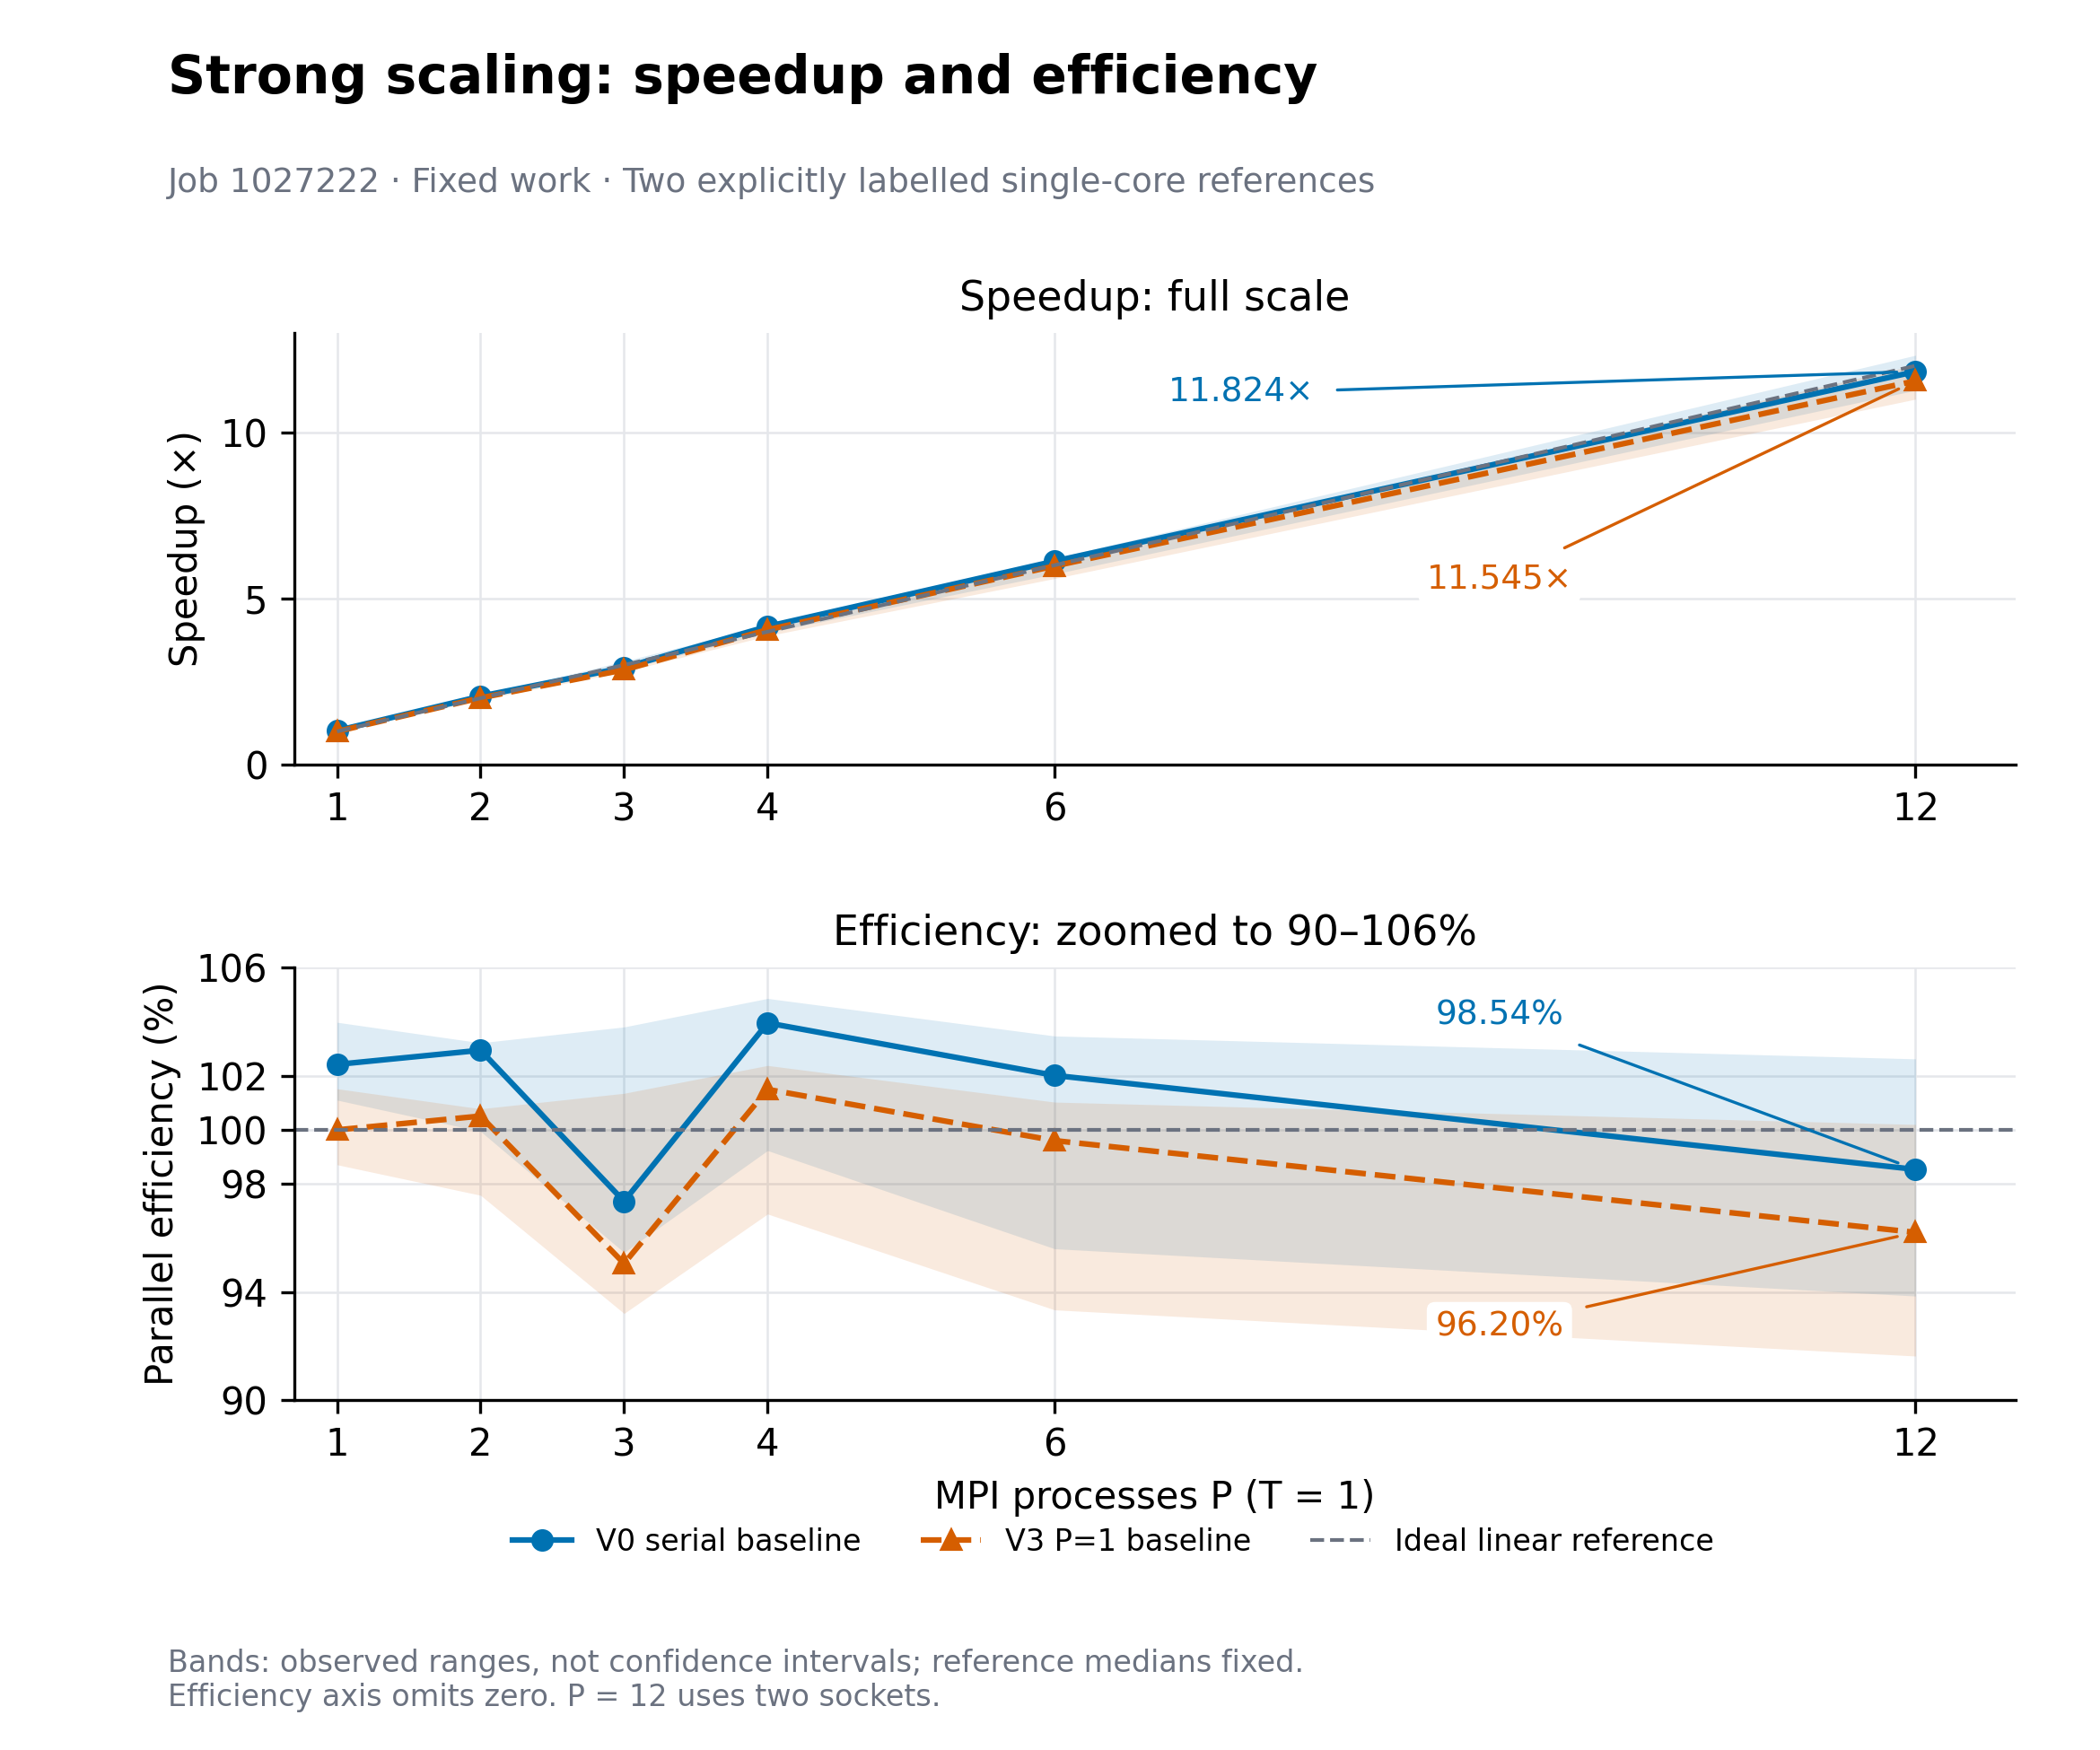 Strong scaling: speedup and efficiency
Job 1027222 · Fixed work · Two explicitly labelled single-core references
Speedup: full scale
11.824×
11.545×
Speedup (×)
10
5
0
1 2 3 4 6 12
Efficiency: zoomed to 90–106%
98.54%
96.20%
Parallel efficiency (%)
106
102
100
98
94
90
1 2 3 4 6 12
MPI processes P (T = 1)
V0 serial baseline V3 P=1 baseline Ideal linear reference
Bands: observed ranges, not confidence intervals; reference medians fixed.
Efficiency axis omits zero. P = 12 uses two sockets.